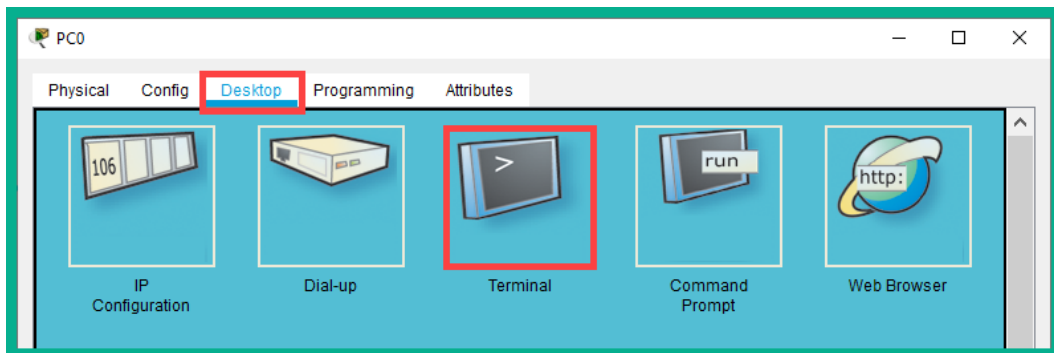 PC0
Physical Config Desktop Programming Attributes
106
>
run
http:
IP
Configuration
Dial-up
Terminal
Command
Prompt
Web Browser